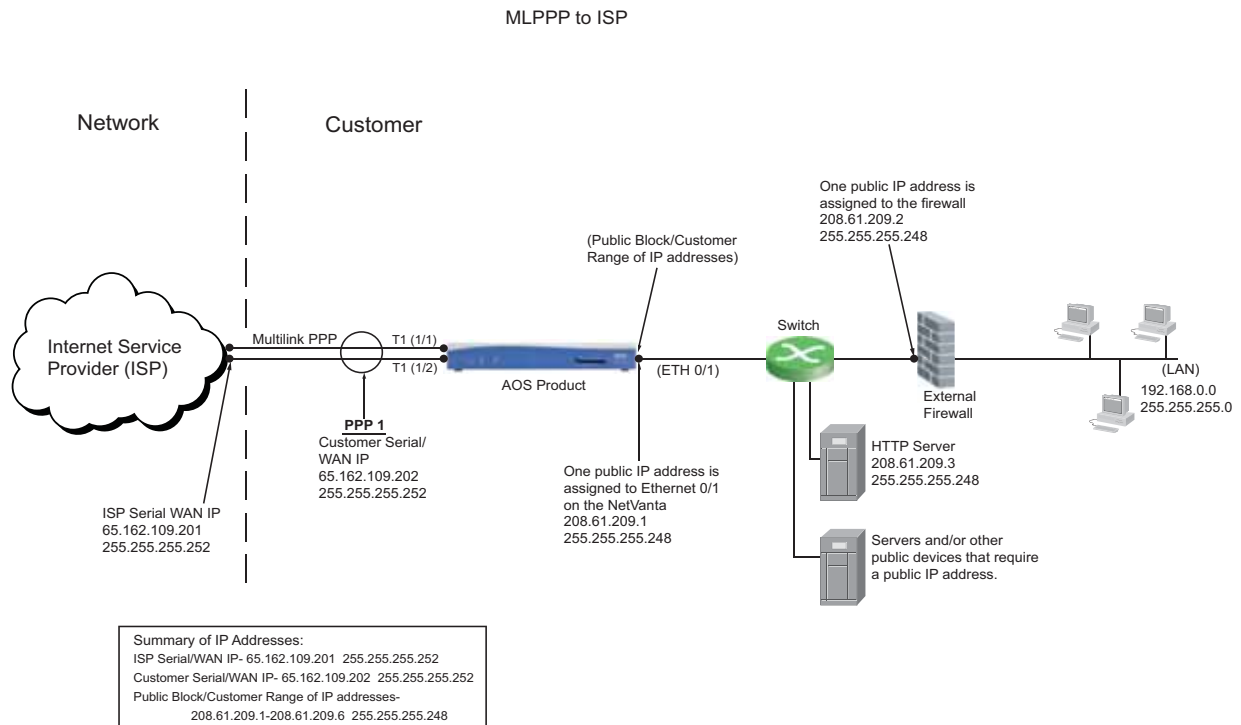 MLPPP to ISP
Network
Customer
One public IP address is
assigned to the firewall
208.61.209.2
255.255.255.248
(Public Block/Customer
Range of IP addresses)
Switch
Internet Service
Provider (ISP)
Multilink PPP
T1 (1/1)
T1 (1/2)
AOS Product
(ETH 0/1)
External
Firewall
(LAN)
192.168.0.0
255.255.255.0
PPP 1
Customer Serial/
WAN IP
65.162.109.202
255.255.255.252
HTTP Server
208.61.209.3
255.255.255.248
One public IP address is
assigned to Ethernet 0/1
on the NetVanta
208.61.209.1
255.255.255.248
ISP Serial WAN IP
65.162.109.201
255.255.255.252
Servers and/or other
public devices that require
a public IP address.
Summary of IP Addresses:
ISP Serial/WAN IP- 65.162.109.201 255.255.255.252
Customer Serial/WAN IP- 65.162.109.202 255.255.255.252
Public Block/Customer Range of IP addresses-
208.61.209.1-208.61.209.6 255.255.255.248